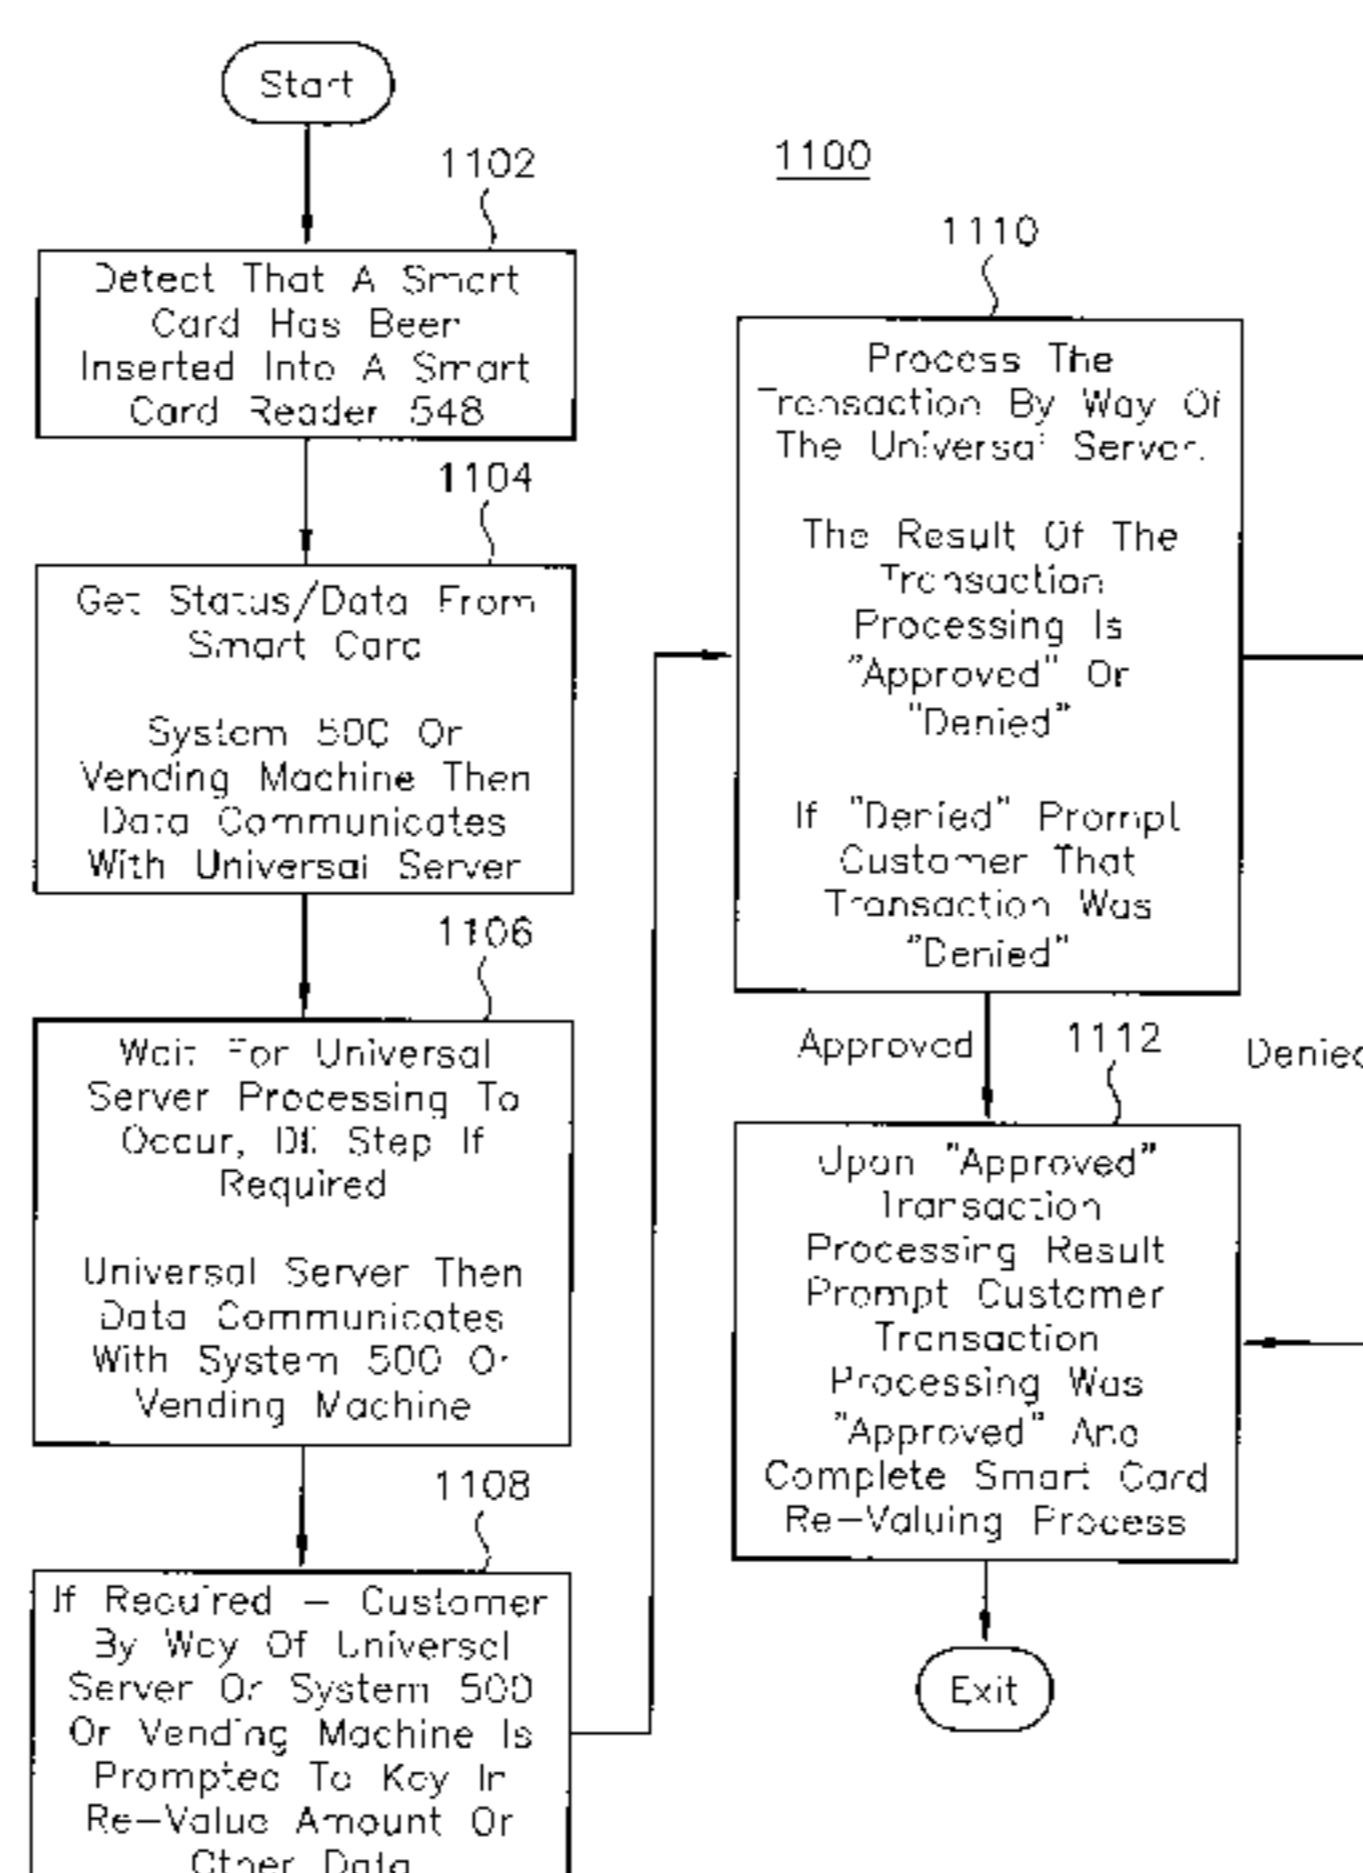 Start
1102
Detect That A Smart
Card Has Been
Inserted Into A Smart
Card Reader 548
1104
Get Status/Data From
Smart Card
System 500 Or
Vending Machine Then
Data Communicates
With Universal Server
1106
Wait For Universal
Server Processing To
Occur, Step If
Required
Universal Server Then
Data Communicates
With System 500 Or
Vending Machine
1108
If Required – Customer
By Way Of Universal
Server Or System 500
Or Vending Machine Is
Prompted To Key In
Re–Value Amount Or
Other Data
1100
1110
Process The
Transaction By Way Of
The Universal Server.
The Result Of The
Transaction
Processing Is
"Approved" Or
"Denied"
If "Denied" Prompt
Customer That
Transaction Was
"Denied"
Approved
1112
Denied
Upon "Approved"
Transaction
Processing Result
Prompt Customer
Transaction
Processing Was
"Approved" And
Complete Smart Card
Re–Valuing Process
Exit